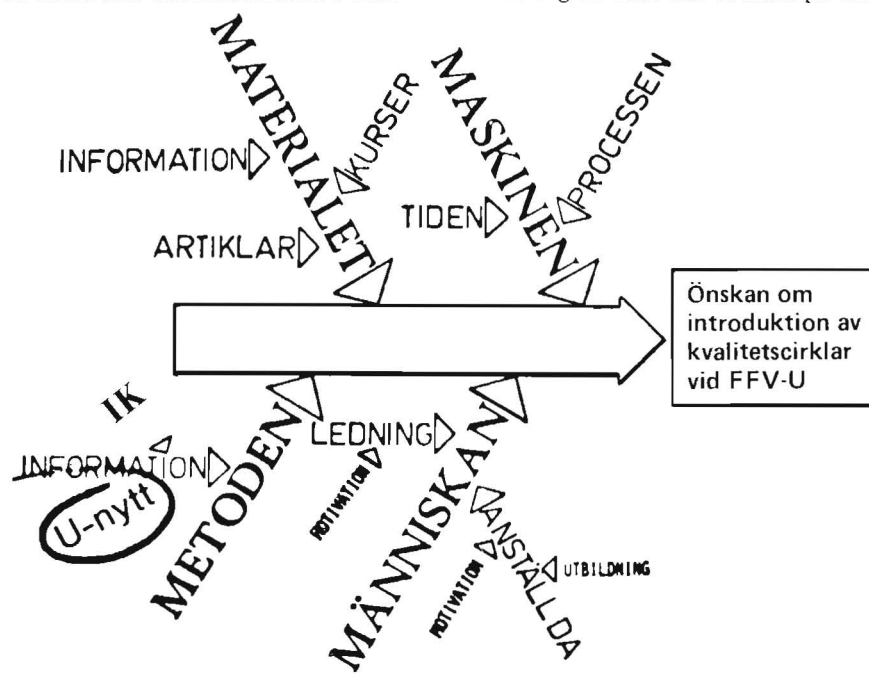 MATERIALET
INFORMATION
KURSER
ARTIKLAR
MASKINEN
TIDEN
PROCESSEN
Önskan om
introduktion av
kvalitetscirklar
vid FFV-U
METODEN
IK
INFORMATION
U-nytt
MÄNNISKAN
LEDNING
MOTIVATION
ANSTÄLLDA
MOTIVATION
UTBILDNING